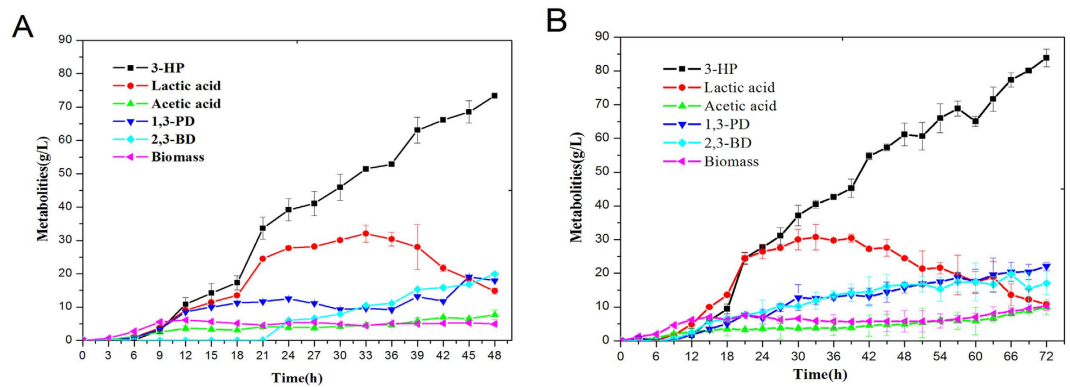 A
90
80
70
60
50
40
30
20
10
0
Metabolities(g/L)
3-HP
Lactic acid
Acetic acid
1,3-PD
2,3-BD
Biomass
0 3 6 9 12 15 18 21 24 27 30 33 36 39 42 45 48
Time(h)
B
90
80
70
60
50
40
30
20
10
0
Metabolities(g/L)
3-HP
Lactic acid
Acetic acid
1,3-PD
2,3-BD
Biomass
0 6 12 18 24 30 36 42 48 54 60 66 72
Time(h)